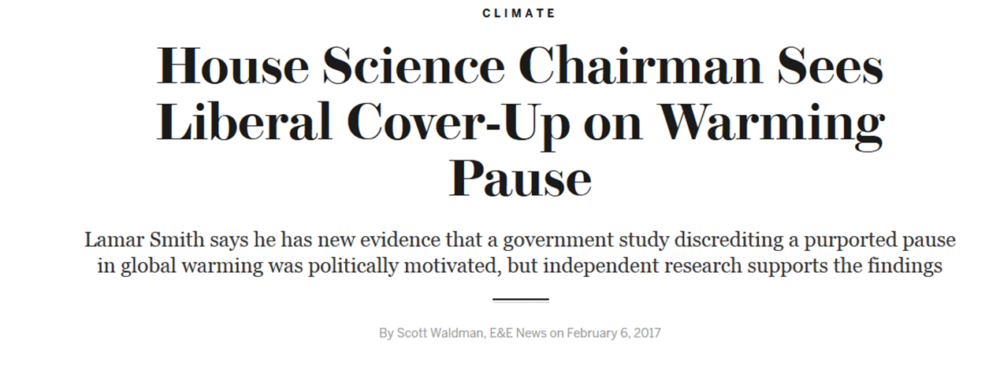 CLIMATE
House Science Chairman Sees
Liberal Cover-Up on Warming
Pause
Lamar Smith says he has new evidence that a government study discrediting a purported pause
in global warming was politically motivated, but independent research supports the findings
By Scott Waldman, E&E News on February 6, 2017